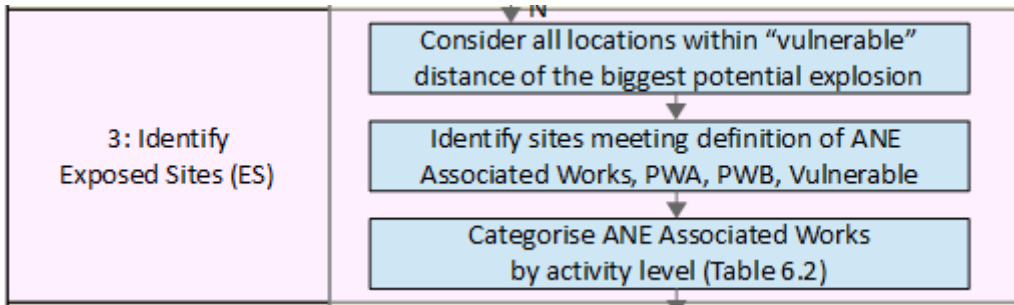 N
Consider all locations within “vulnerable”
distance of the biggest potential explosion
3: Identify
Exposed Sites (ES)
Identify sites meeting definition of ANE
Associated Works, PWA, PWB, Vulnerable
Categorise ANE Associated Works
by activity level (Table 6.2)